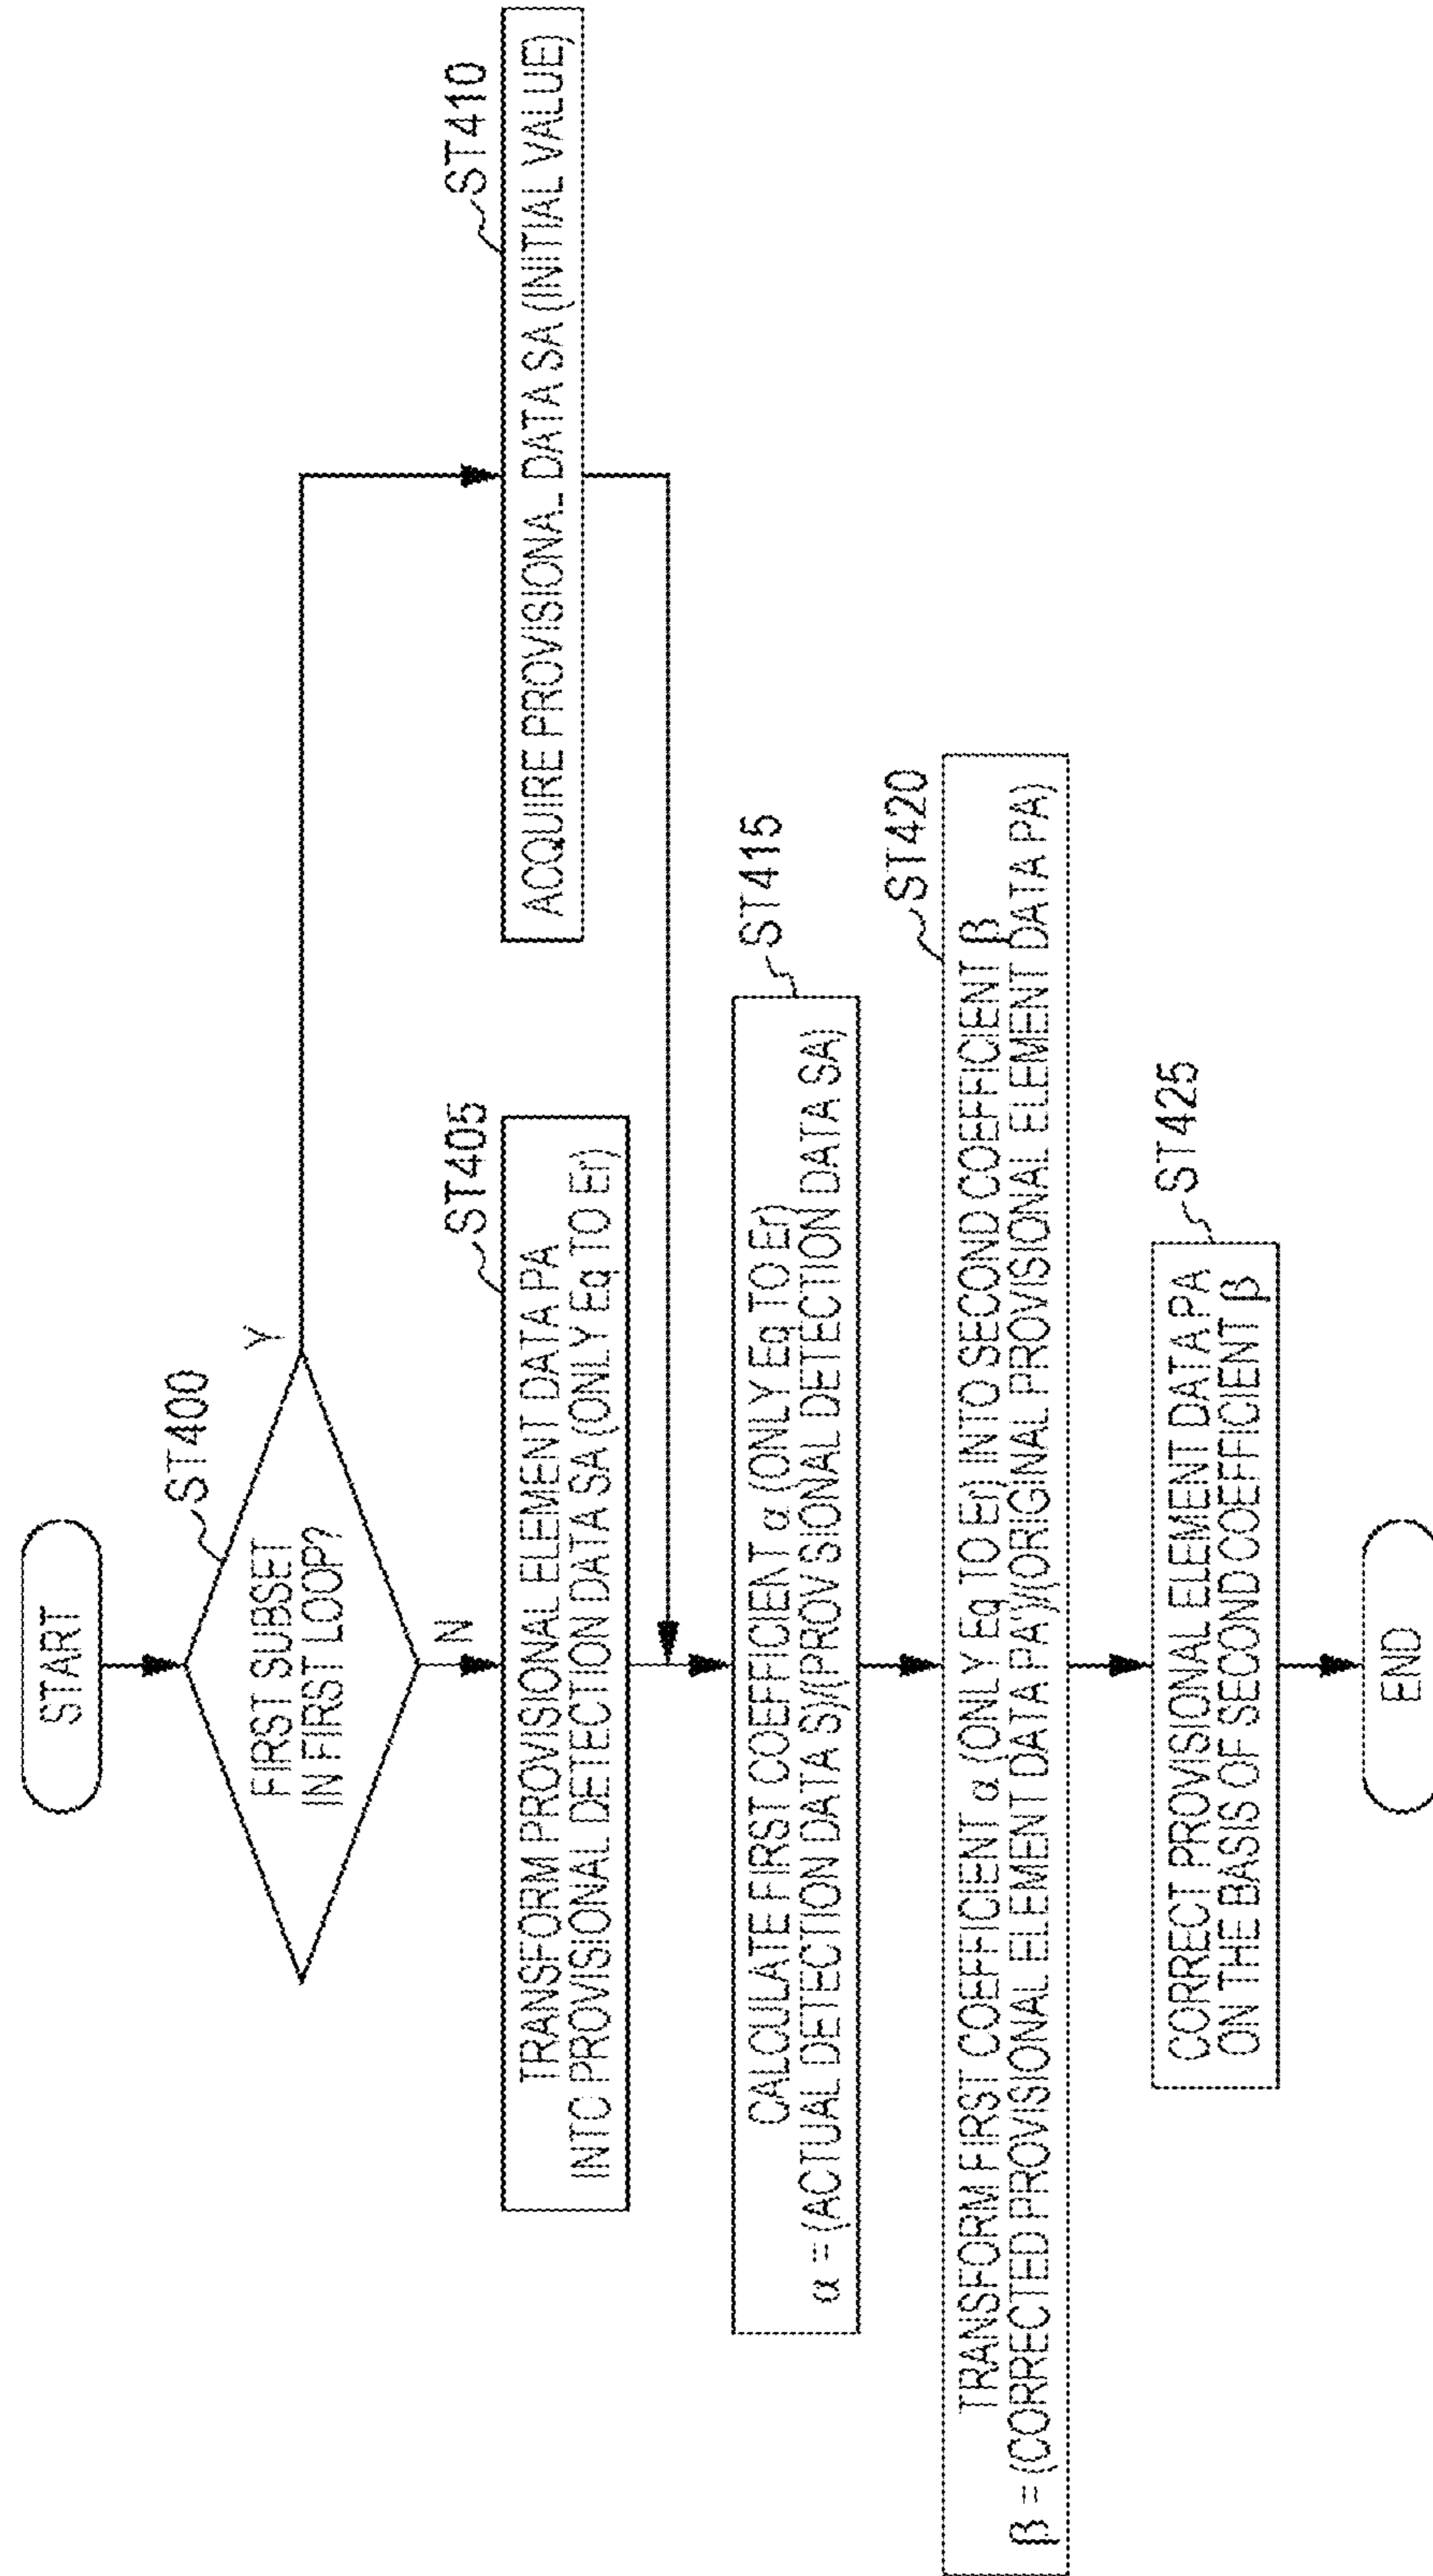 START
ST400
FIRST SUBSET
IN FIRST LOOP?
Y
N
ST405
TRANSFORM PROVISIONAL ELEMENT DATA PA
INTO PROVISIONAL DETECTION DATA SA (ONLY Eq TO Er)
ST410
ACQUIRE PROVISIONAL DATA SA (INITIAL VALUE)
ST415
CALCULATE FIRST COEFFICIENT α (ONLY Eq TO Er)
α = (ACTUAL DETECTION DATA S)/(PROVISIONAL DETECTION DATA SA)
ST420
TRANSFORM FIRST COEFFICIENT α (ONLY Eq TO Er) INTO SECOND COEFFICIENT β
β = (CORRECTED PROVISIONAL ELEMENT DATA PA')/(ORIGINAL PROVISIONAL ELEMENT DATA PA)
ST425
CORRECT PROVISIONAL ELEMENT DATA PA
ON THE BASIS OF SECOND COEFFICIENT β
END